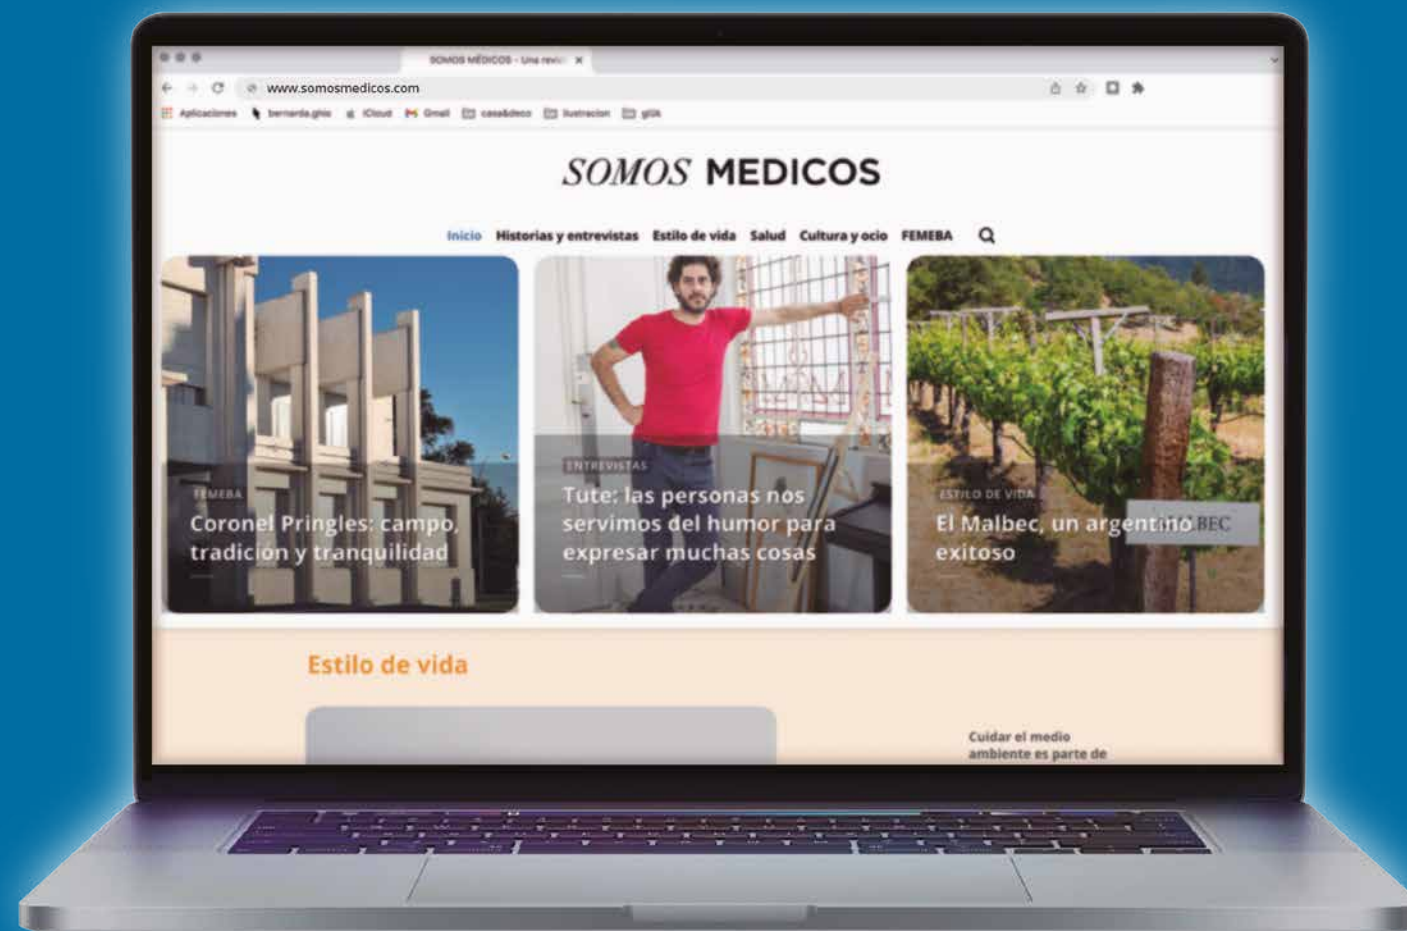 SOMOS MÉDICOS - Una revis
www.somosmedicos.com
Aplicaciones bernarda.ghio iCloud Gmail casa&deco ilustracion glük
SOMOS MEDICOS
Inicio Historias y entrevistas Estilo de vida Salud Cultura y ocio FEMEBA
FEMEBA
Coronel Pringles: campo,
tradición y tranquilidad
ENTREVISTAS
Tute: las personas nos
servimos del humor para
expresar muchas cosas
ESTILO DE VIDA
El Malbec, un argentino
exitoso
Estilo de vida
Cuidar el medio
ambiente es parte de